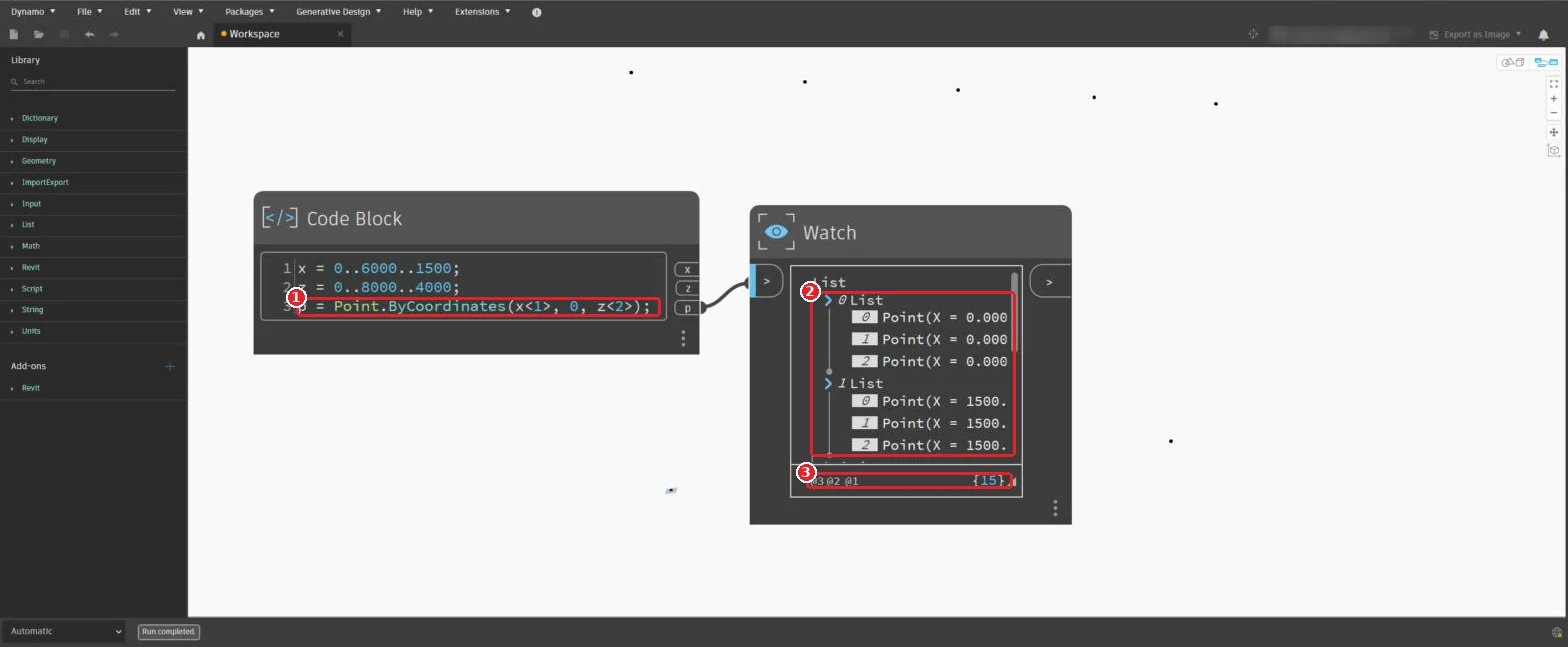 Dynamo File Edit View Packages Generative Design Help Extensions
Workspace
Export as Image
Library
Search
Dictionary
Display
Geometry
ImportExport
Input
List
Math
Revit
Script
String
Units
Add-ons
Revit
</> Code Block
1 x = 0..6000..1500;
2 z = 0..8000..4000;
3 p = Point.ByCoordinates(x<1>, 0, z<2>);
x
z
p
1
Watch
>
>
List
2
0 List
0 Point(X = 0.000
1 Point(X = 0.000
2 Point(X = 0.000
1 List
0 Point(X = 1500.
1 Point(X = 1500.
2 Point(X = 1500.
3
@3 @2 @1 {15}
Automatic
Run completed.